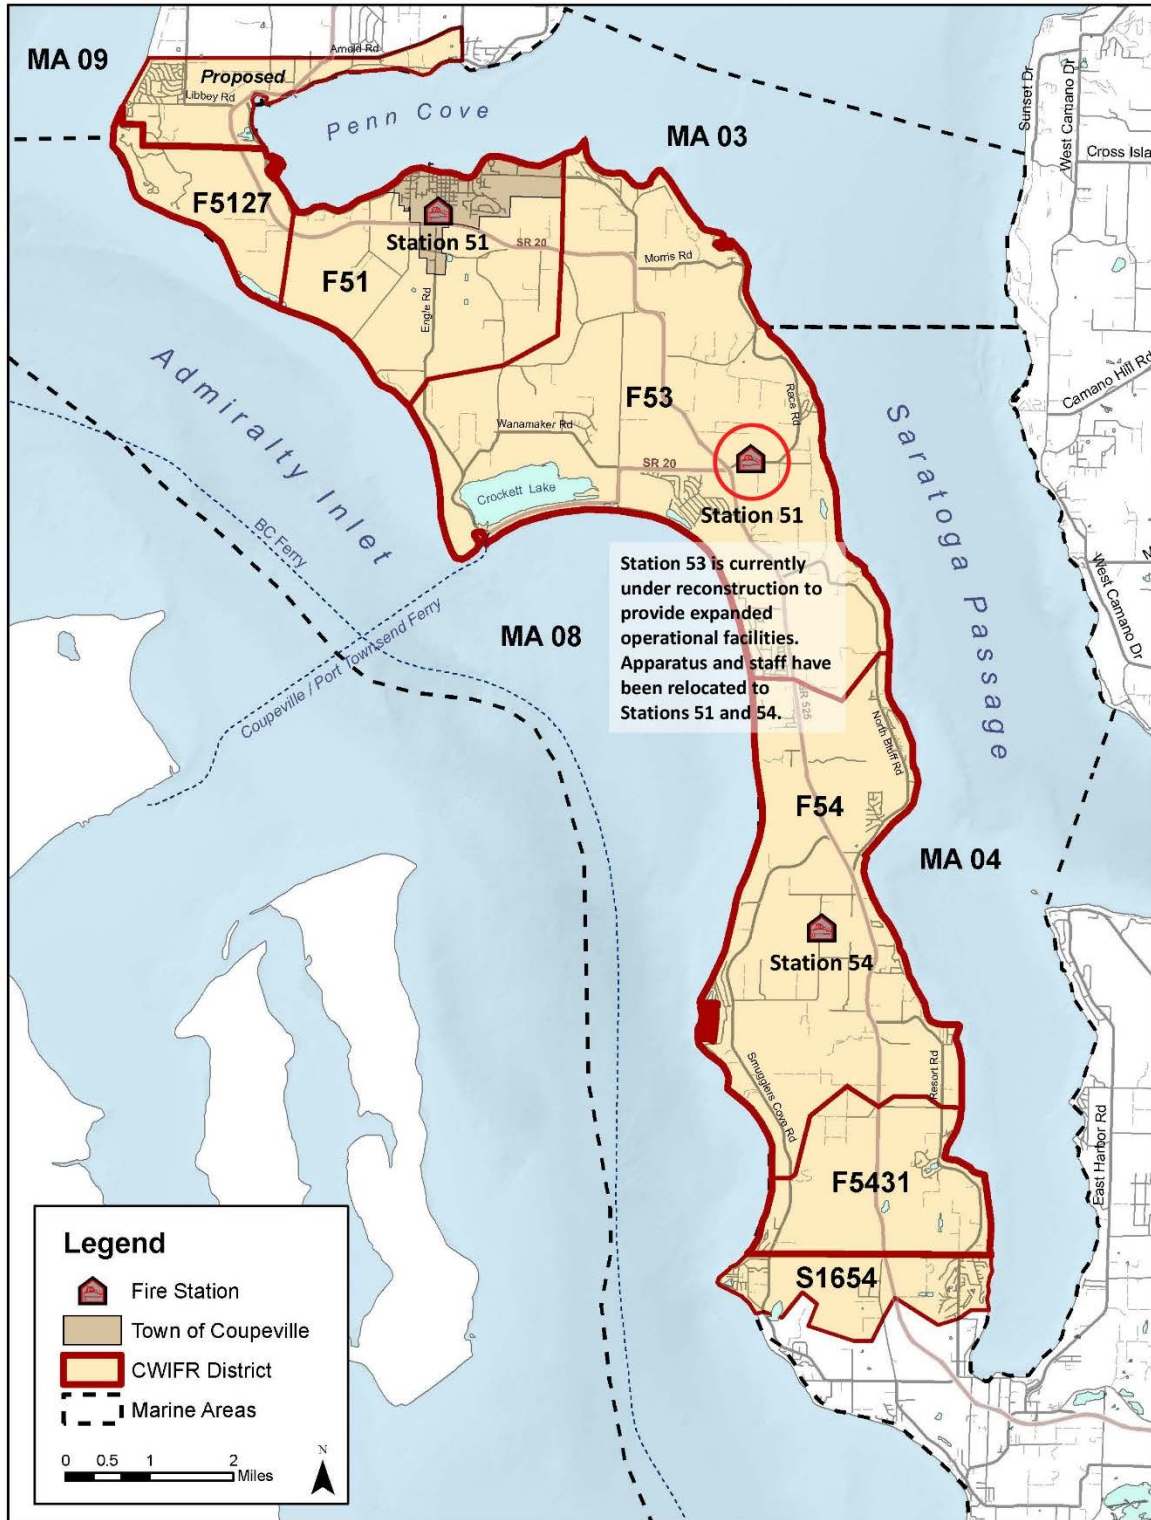 MA 09
Arnold Rd
Proposed
Libbey Rd
Penn Cove
MA 03
Sunset Dr
West Camano Dr
Cross Isla
F5127
Station 51
SR 20
Morris Rd
F51
Engle Rd
Admiralty Inlet
F53
Race Rd
Camano Hill Rd
Wanamaker Rd
SR 20
Saratoga Passage
Crockett Lake
Station 51
BC Ferry
Coupeville / Port Townsend Ferry
MA 08
Station 53 is currently
under reconstruction to
provide expanded
operational facilities.
Apparatus and staff have
been relocated to
Stations 51 and 54.
West Camano Dr
SR 525
North Bluff Rd
F54
MA 04
Station 54
Smugglers Cove Rd
Resort Rd
East Harbor Rd
F5431
S1654
Legend
Fire Station
Town of Coupeville
CWIFR District
Marine Areas
0 0.5 1 2
Miles
N